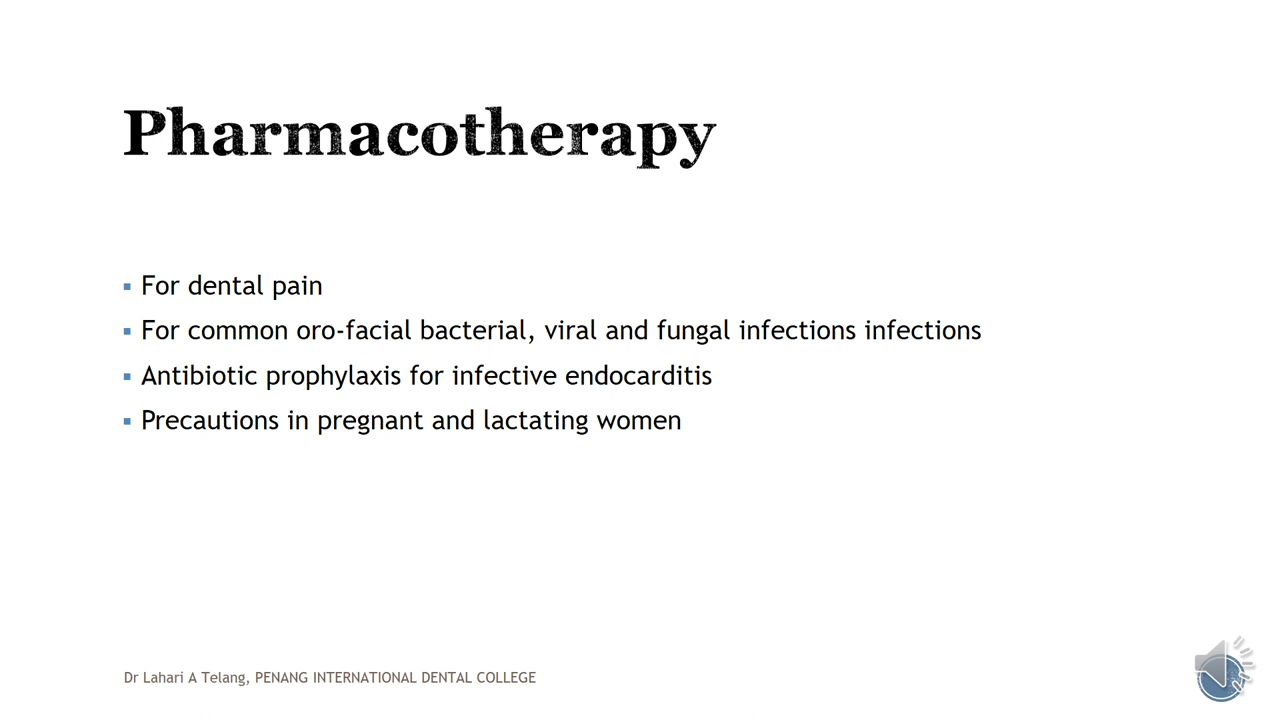 Pharmacotherapy
▪ For dental pain
▪ For common oro-facial bacterial, viral and fungal infections infections
▪ Antibiotic prophylaxis for infective endocarditis
▪ Precautions in pregnant and lactating women
Dr Lahari A Telang, PENANG INTERNATIONAL DENTAL COLLEGE